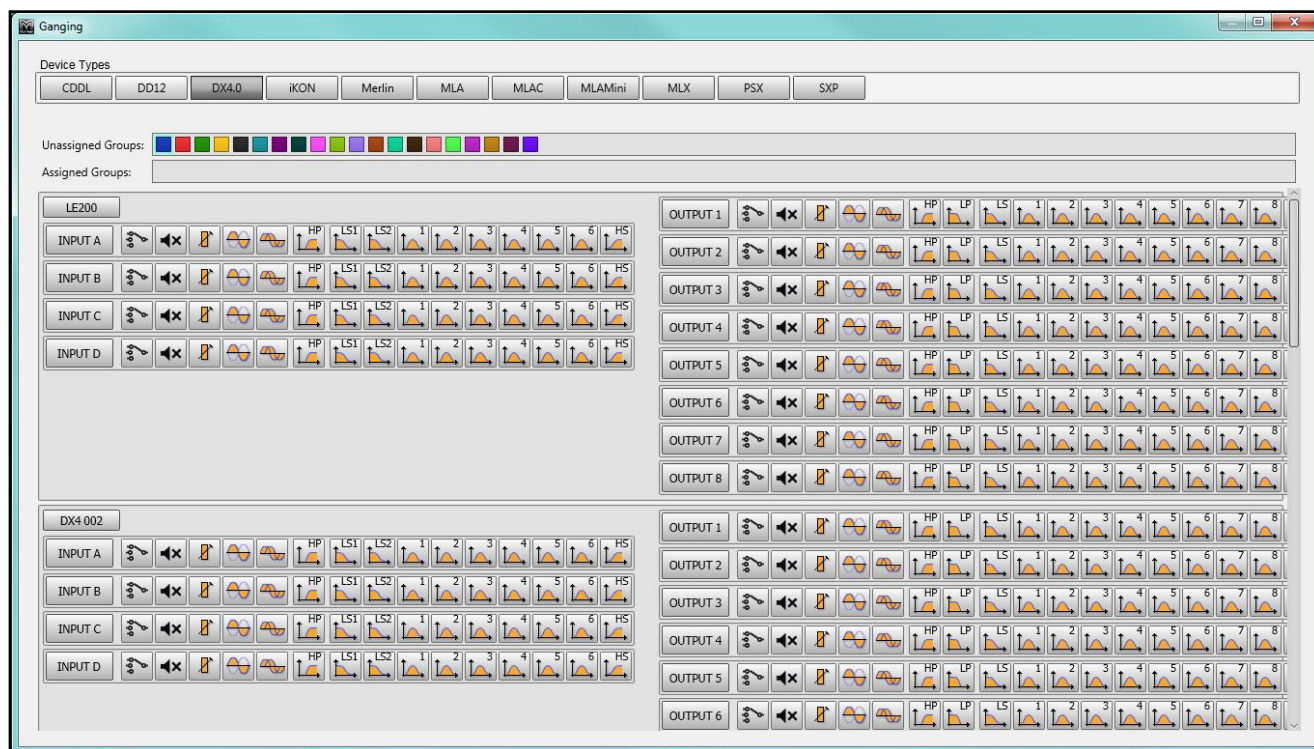 Ganging
Device Types
CDDL DD12 DX4.0 iKON Merlin MLA MLAC MLAMini MLX PSX SXP
Unassigned Groups:
Assigned Groups:
LE200
INPUT A HP LS1 LS2 1 2 3 4 5 6 HS
INPUT B HP LS1 LS2 1 2 3 4 5 6 HS
INPUT C HP LS1 LS2 1 2 3 4 5 6 HS
INPUT D HP LS1 LS2 1 2 3 4 5 6 HS
OUTPUT 1 HP LP LS 1 2 3 4 5 6 7 8
OUTPUT 2 HP LP LS 1 2 3 4 5 6 7 8
OUTPUT 3 HP LP LS 1 2 3 4 5 6 7 8
OUTPUT 4 HP LP LS 1 2 3 4 5 6 7 8
OUTPUT 5 HP LP LS 1 2 3 4 5 6 7 8
OUTPUT 6 HP LP LS 1 2 3 4 5 6 7 8
OUTPUT 7 HP LP LS 1 2 3 4 5 6 7 8
OUTPUT 8 HP LP LS 1 2 3 4 5 6 7 8
DX4 002
INPUT A HP LS1 LS2 1 2 3 4 5 6 HS
INPUT B HP LS1 LS2 1 2 3 4 5 6 HS
INPUT C HP LS1 LS2 1 2 3 4 5 6 HS
INPUT D HP LS1 LS2 1 2 3 4 5 6 HS
OUTPUT 1 HP LP LS 1 2 3 4 5 6 7 8
OUTPUT 2 HP LP LS 1 2 3 4 5 6 7 8
OUTPUT 3 HP LP LS 1 2 3 4 5 6 7 8
OUTPUT 4 HP LP LS 1 2 3 4 5 6 7 8
OUTPUT 5 HP LP LS 1 2 3 4 5 6 7 8
OUTPUT 6 HP LP LS 1 2 3 4 5 6 7 8